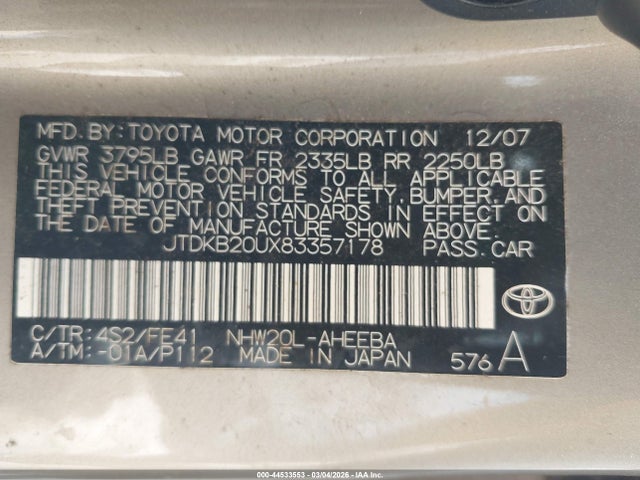 MFD. BY: TOYOTA MOTOR CORPORATION 12/07
GVWR 3795LB GAWR FR 2335LB RR 2250LB
THIS VEHICLE CONFORMS TO ALL APPLICABLE
FEDERAL MOTOR VEHICLE SAFETY, BUMPER, AND
THEFT PREVENTION STANDARDS IN EFFECT ON
THE DATE OF MANUFACTURE SHOWN ABOVE.
JTDKB20UX83357178 PASS. CAR
C/TR: 4S2/FE41 NHW20L-AHEEBA
A/TM: -01A/P112 MADE IN JAPAN 576 A
000-44533553 - 03/04/2026 - IAA Inc.